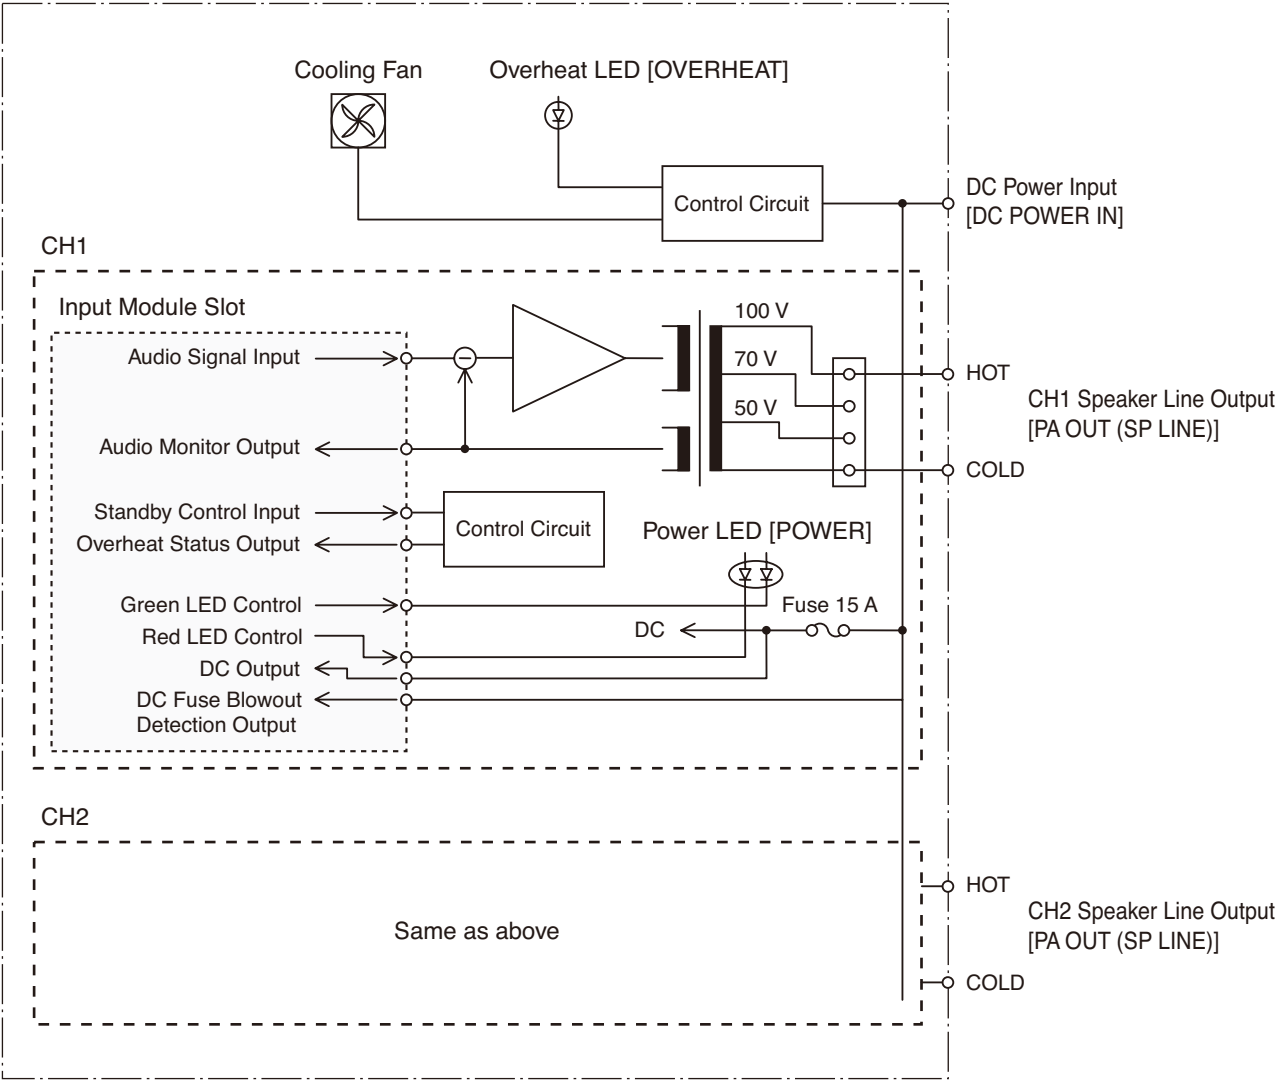 Cooling Fan
Overheat LED [OVERHEAT]
Control Circuit
DC Power Input
[DC POWER IN]
CH1
Input Module Slot
Audio Signal Input
Audio Monitor Output
Standby Control Input
Overheat Status Output
Green LED Control
Red LED Control
DC Output
DC Fuse Blowout
Detection Output
Control Circuit
100 V
70 V
50 V
HOT
CH1 Speaker Line Output
[PA OUT (SP LINE)]
COLD
Power LED [POWER]
Fuse 15 A
DC
CH2
Same as above
HOT
CH2 Speaker Line Output
[PA OUT (SP LINE)]
COLD